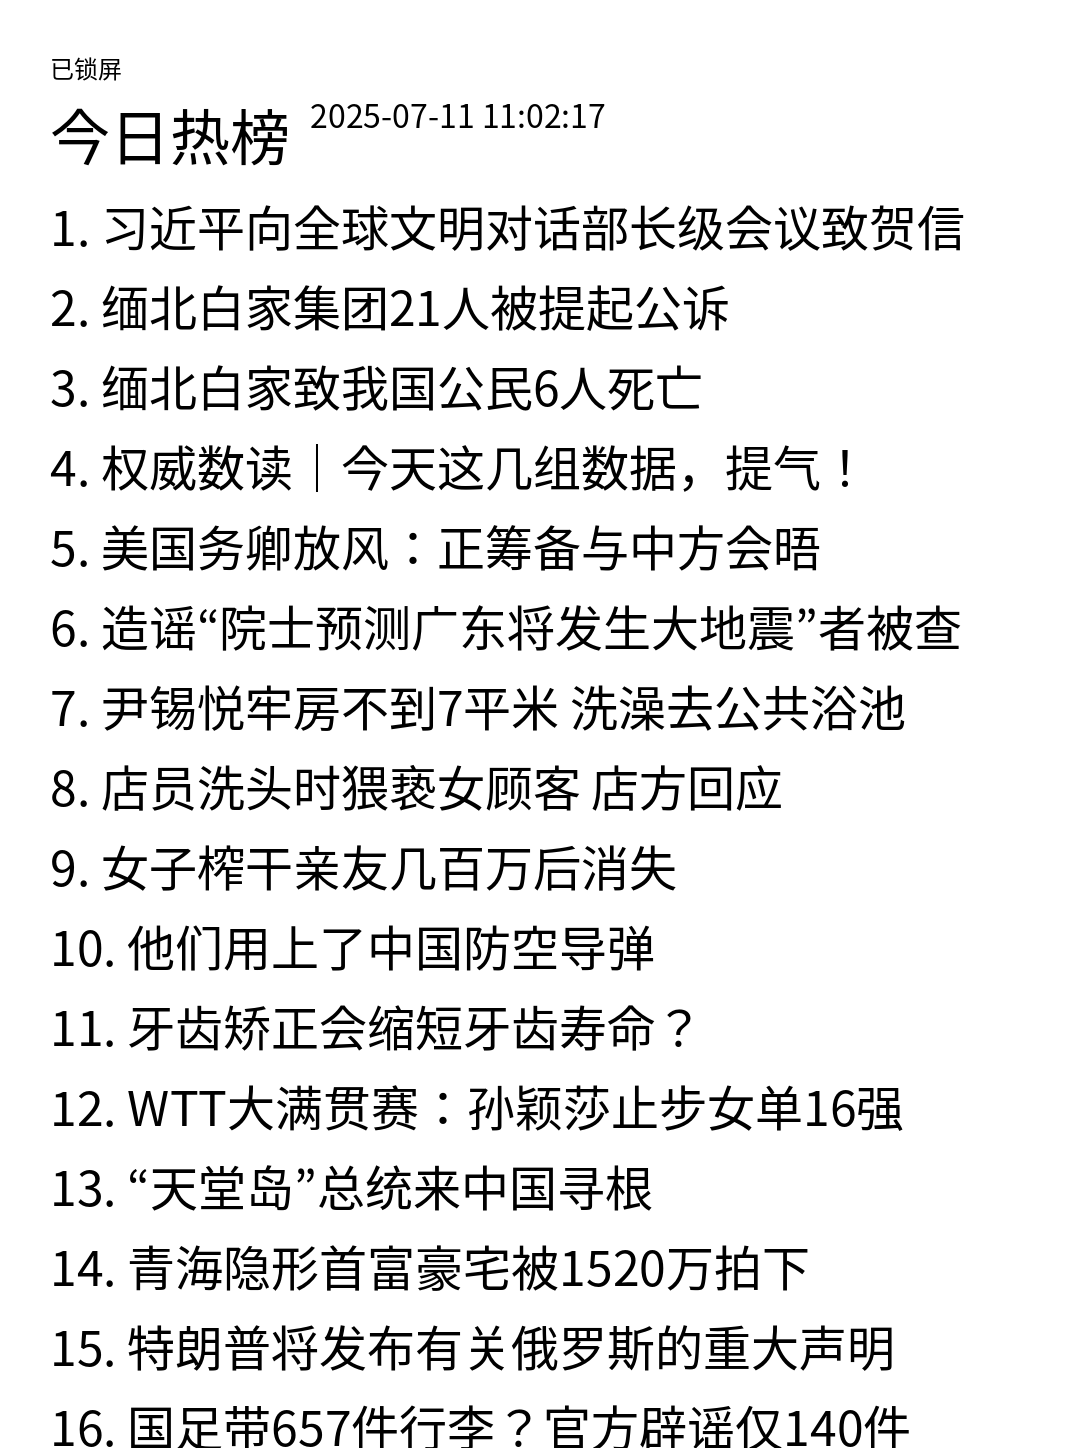 已锁屏
今日热榜 2025-07-11 11:02:17
1. 习近平向全球文明对话部长级会议致贺信
2. 缅北白家集团21人被提起公诉
3. 缅北白家致我国公民6人死亡
4. 权威数读｜今天这几组数据，提气！
5. 美国务卿放风：正筹备与中方会晤
6. 造谣“院士预测广东将发生大地震”者被查
7. 尹锡悦牢房不到7平米 洗澡去公共浴池
8. 店员洗头时猥亵女顾客 店方回应
9. 女子榨干亲友几百万后消失
10. 他们用上了中国防空导弹
11. 牙齿矫正会缩短牙齿寿命？
12. WTT大满贯赛：孙颖莎止步女单16强
13. “天堂岛”总统来中国寻根
14. 青海隐形首富豪宅被1520万拍下
15. 特朗普将发布有关俄罗斯的重大声明
16. 国足带657件行李？官方辟谣仅140件